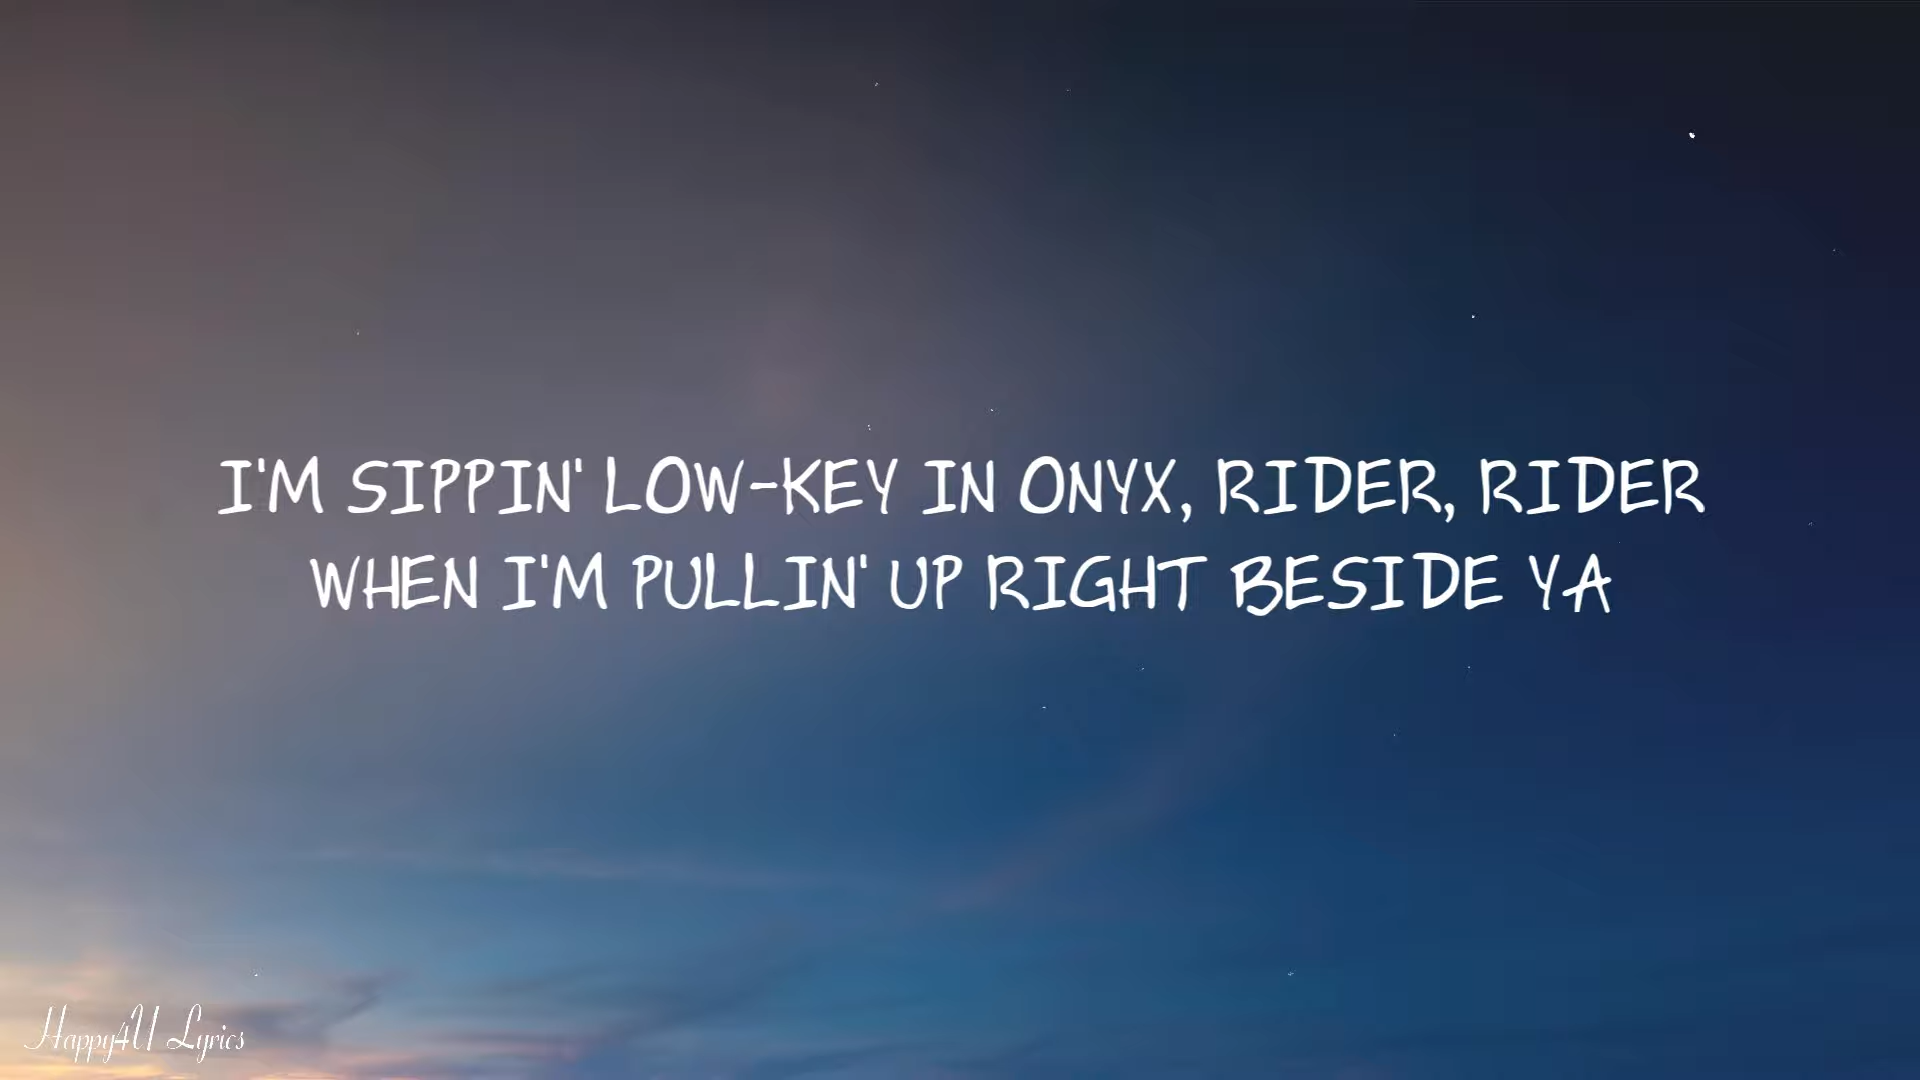 I'M SIPPIN' LOW-KEY IN ONYX, RIDER, RIDER
WHEN I'M PULLIN' UP RIGHT BESIDE YA
Happy4U Lyrics